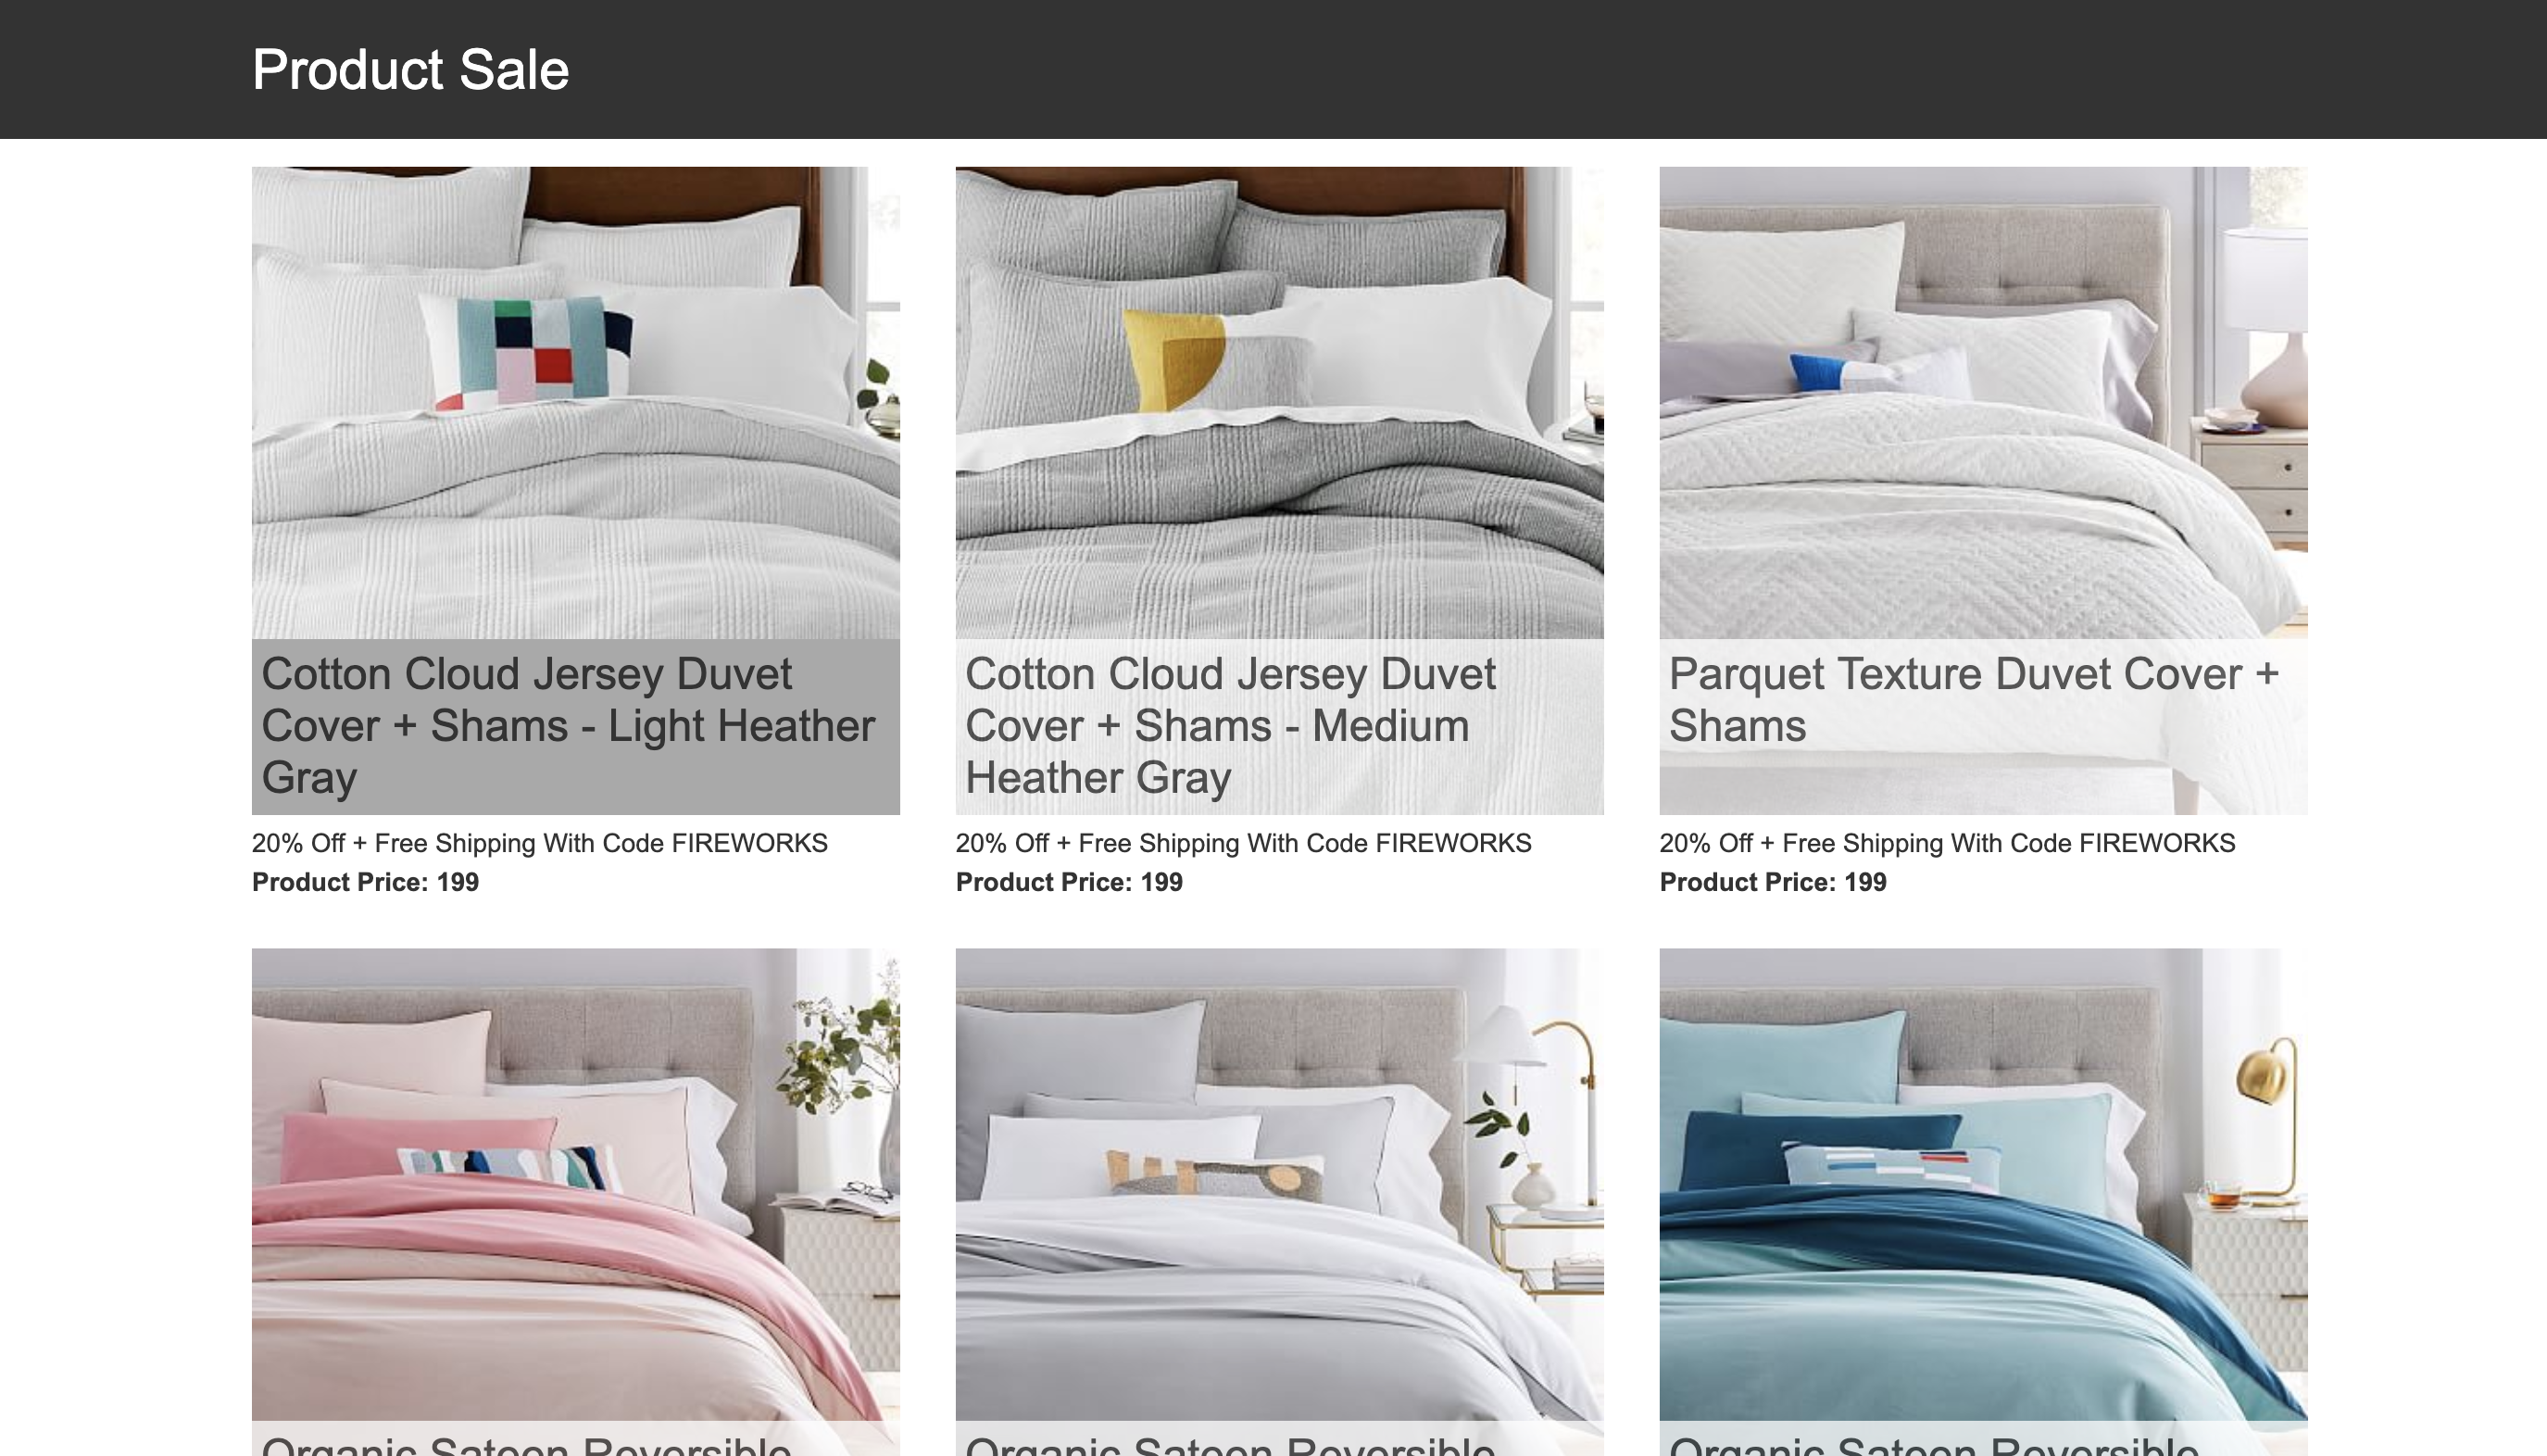 Product Sale
Cotton Cloud Jersey Duvet
Cover + Shams - Light Heather
Gray
20% Off + Free Shipping With Code FIREWORKS
Product Price: 199
Cotton Cloud Jersey Duvet
Cover + Shams - Medium
Heather Gray
20% Off + Free Shipping With Code FIREWORKS
Product Price: 199
Parquet Texture Duvet Cover +
Shams
20% Off + Free Shipping With Code FIREWORKS
Product Price: 199
Organic Sateen Reversible
Organic Sateen Reversible
Organic Sateen Reversible